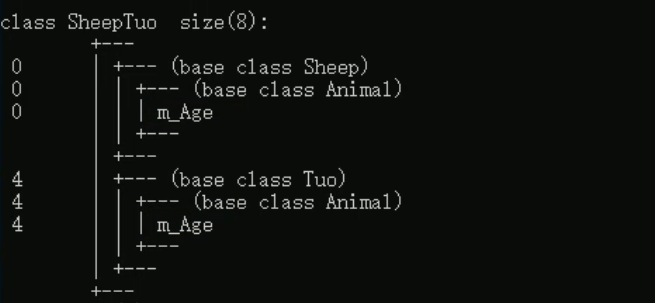 class SheepTuo  size(8):
        +---
 0      | +--- (base class Sheep)
 0      | | +--- (base class Animal)
 0      | | | m_Age
        | | +---
        | +---
 4      | +--- (base class Tuo)
 4      | | +--- (base class Animal)
 4      | | | m_Age
        | | +---
        | +---
        +---